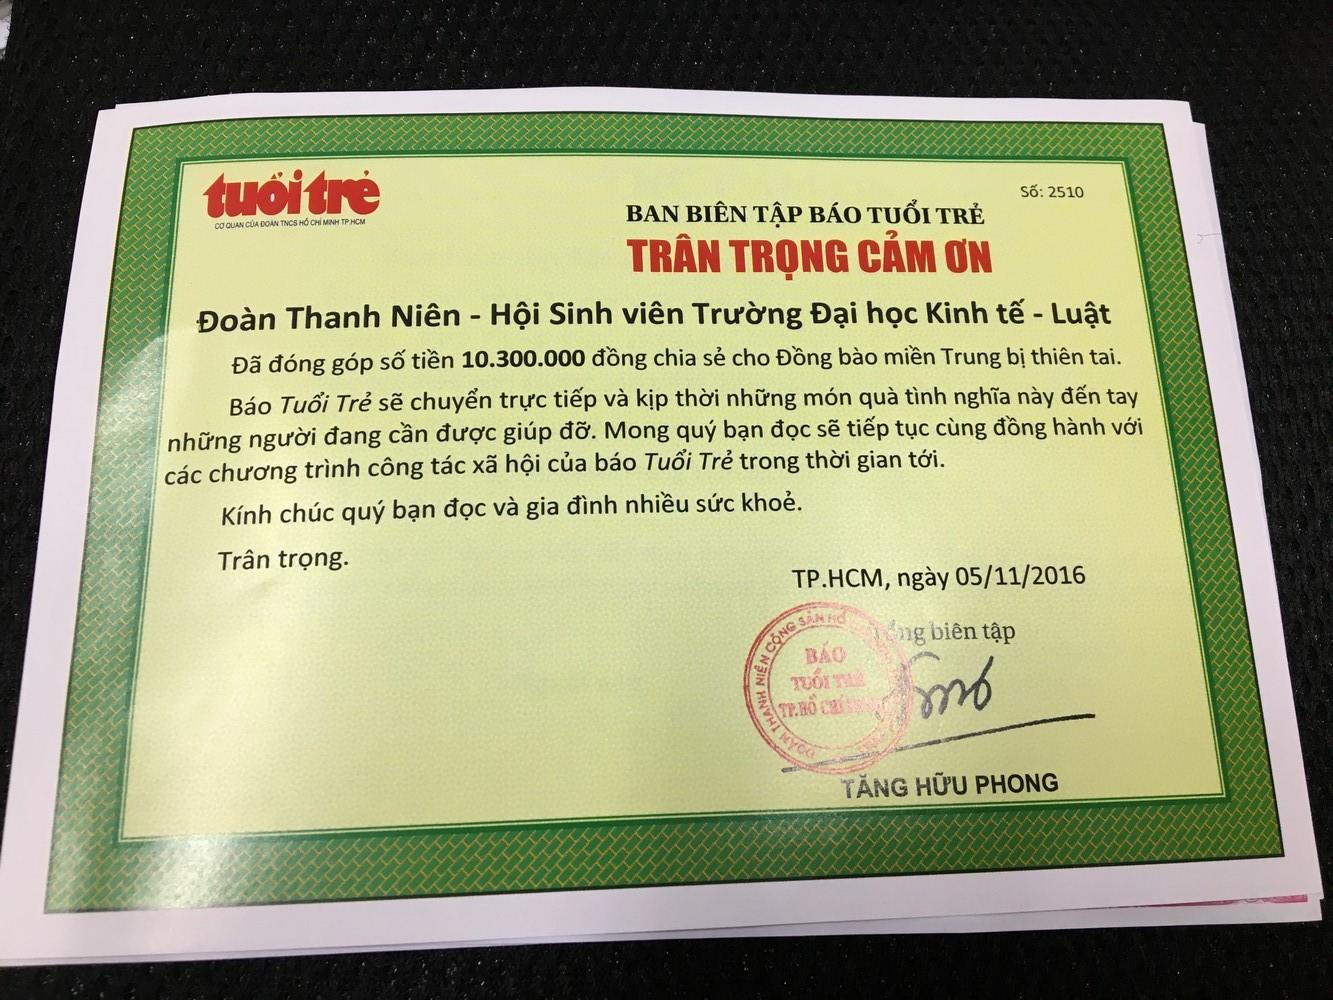 tuổi trẻ
CƠ QUAN CỦA ĐOÀN TNCS HỒ CHÍ MINH TP.HCM
Số: 2510
BAN BIÊN TẬP BÁO TUỔI TRẺ
TRÂN TRỌNG CẢM ƠN
Đoàn Thanh Niên - Hội Sinh viên Trường Đại học Kinh tế - Luật
Đã đóng góp số tiền 10.300.000 đồng chia sẻ cho Đồng bào miền Trung bị thiên tai.
Báo Tuổi Trẻ sẽ chuyển trực tiếp và kịp thời những món quà tình nghĩa này đến tay
những người đang cần được giúp đỡ. Mong quý bạn đọc sẽ tiếp tục cùng đồng hành với
các chương trình công tác xã hội của báo Tuổi Trẻ trong thời gian tới.
Kính chúc quý bạn đọc và gia đình nhiều sức khoẻ.
Trân trọng.
TP.HCM, ngày 05/11/2016
Tổng biên tập
ĐOÀN THANH NIÊN CỘNG SẢN HỒ
BÁO
TUỔI TRẺ
TP.HỒ CHÍ MINH
TĂNG HỮU PHONG